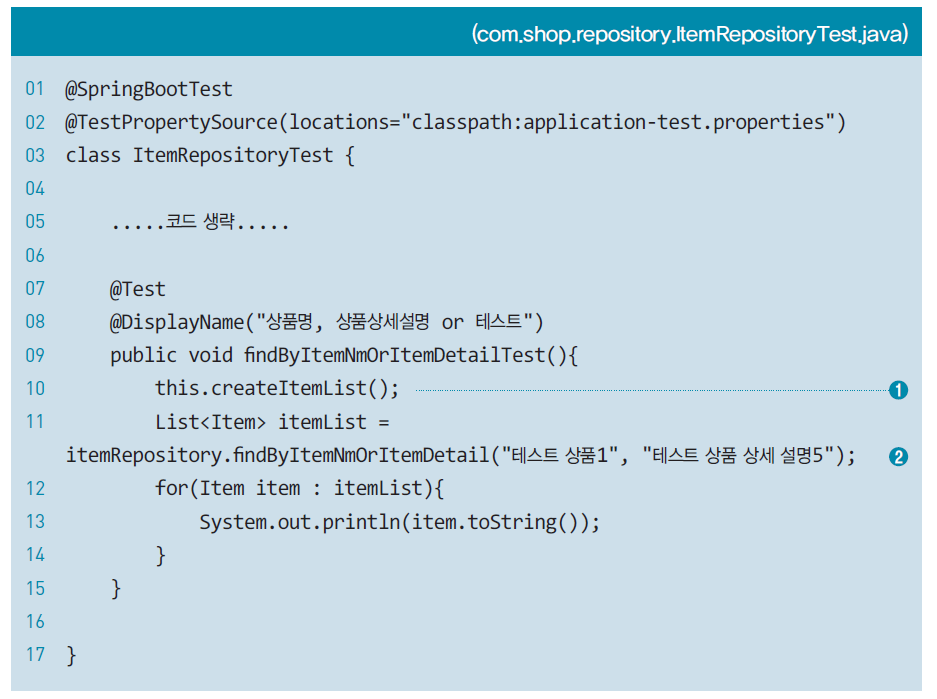 (com.shop.repository.ItemRepositoryTest.java)
01 @SpringBootTest
02 @TestPropertySource(locations="classpath:application-test.properties")
03 class ItemRepositoryTest {
04
05     .....코드 생략.....
06
07     @Test
08     @DisplayName("상품명, 상품상세설명 or 테스트")
09     public void findByItemNmOrItemDetailTest(){
10         this.createItemList(); ❶
11         List<Item> itemList =
itemRepository.findByItemNmOrItemDetail("테스트 상품1", "테스트 상품 상세 설명5"); ❷
12         for(Item item : itemList){
13             System.out.println(item.toString());
14         }
15     }
16
17 }